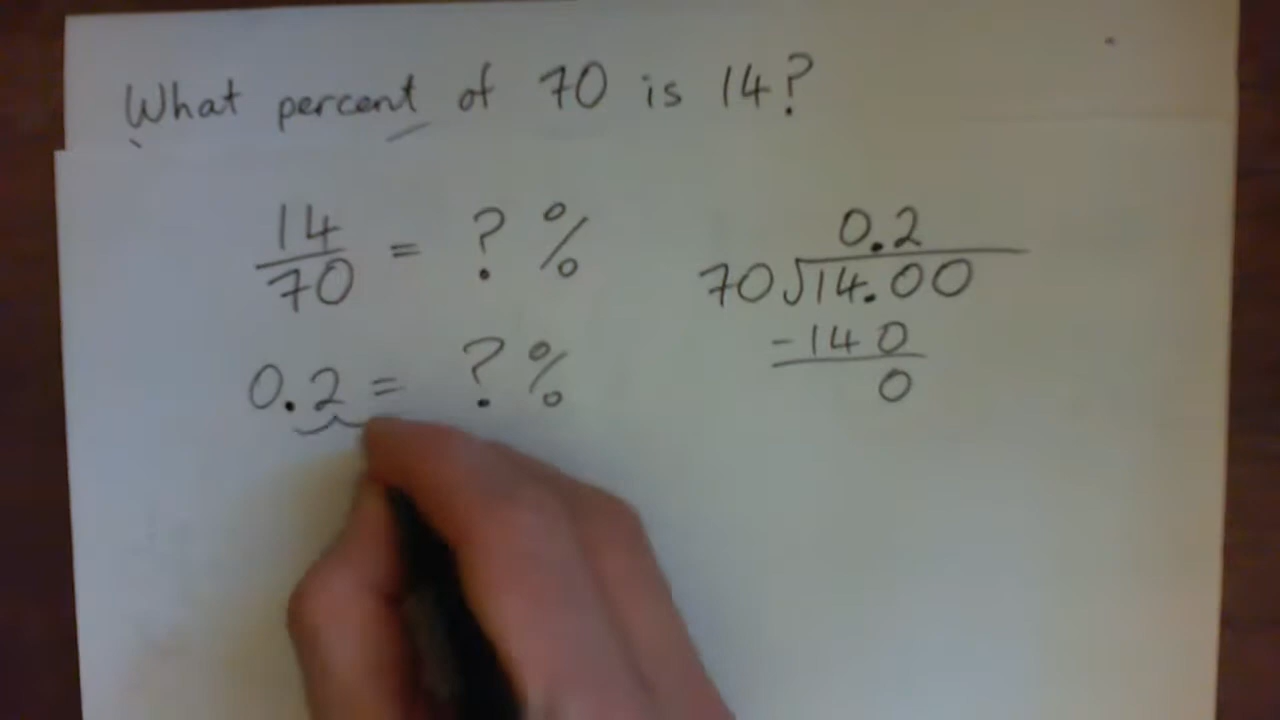 What percent of 70 is 14?
14
70
= ? %
0.2 = ? %
0.2
70)14.00
-140
0